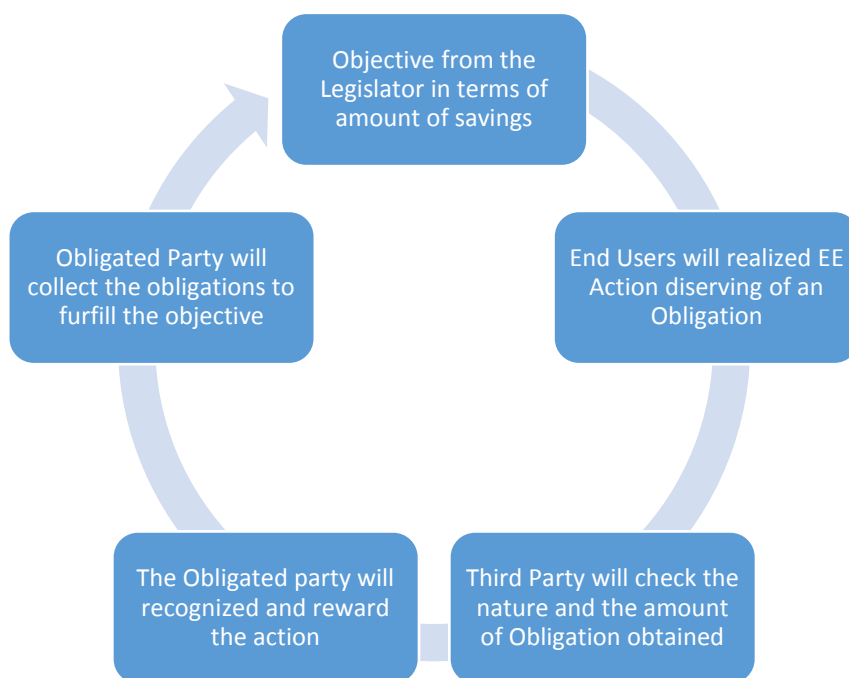 Objective from the
Legislator in terms of
amount of savings
End Users will realized EE
Action diserving of an
Obligation
Third Party will check the
nature and the amount
of Obligation obtained
The Obligated party will
recognized and reward
the action
Obligated Party will
collect the obligations to
furfill the objective